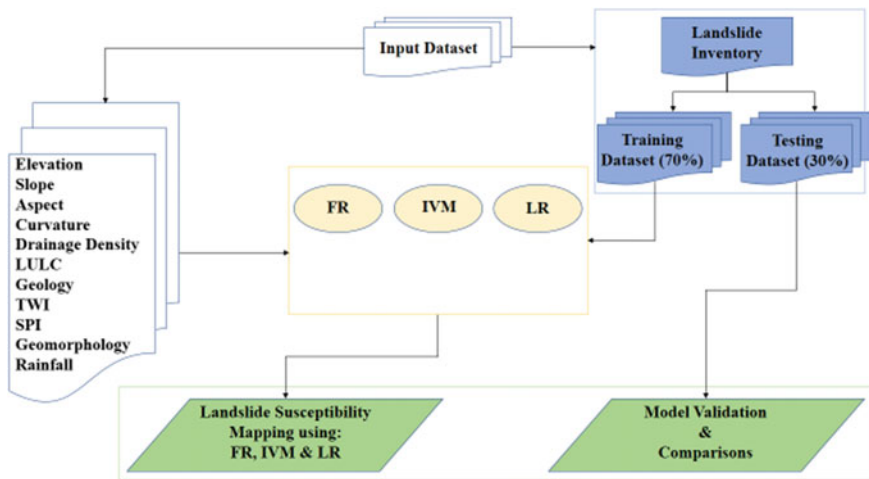 Input Dataset
Landslide
Inventory
Training
Dataset (70%)
Testing
Dataset (30%)
Elevation
Slope
Aspect
Curvature
Drainage Density
LULC
Geology
TWI
SPI
Geomorphology
Rainfall
FR
IVM
LR
Landslide Susceptibility
Mapping using:
FR, IVM & LR
Model Validation
&
Comparisons